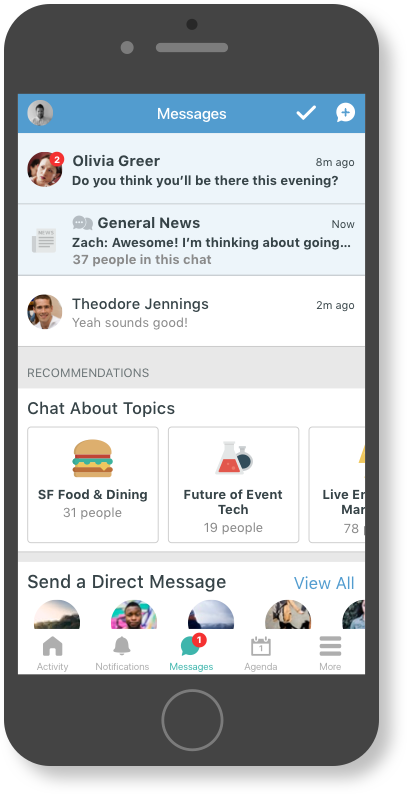 Messages
2
Olivia Greer
8m ago
Do you think you’ll be there this evening?
NEWS
General News
Now
Zach: Awesome! I’m thinking about going...
37 people in this chat
Theodore Jennings
2m ago
Yeah sounds good!
RECOMMENDATIONS
Chat About Topics
SF Food & Dining
31 people
Future of Event
Tech
19 people
Live En
Mar
78 p
Send a Direct Message
View All
1
1
Activity
Notifications
Messages
Agenda
More